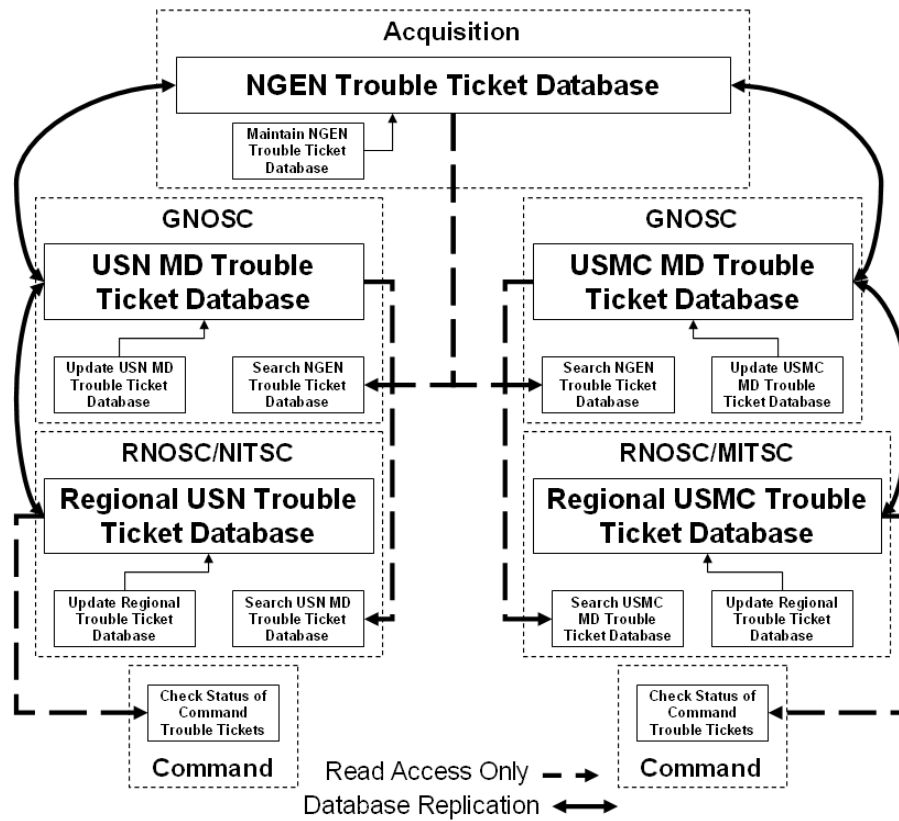 Acquisition
NGEN Trouble Ticket Database
Maintain NGEN
Trouble Ticket
Database
GNOSC
USN MD Trouble
Ticket Database
Update USN MD
Trouble Ticket
Database
Search NGEN
Trouble Ticket
Database
GNOSC
USMC MD Trouble
Ticket Database
Search NGEN
Trouble Ticket
Database
Update USMC
MD Trouble
Ticket Database
RNOSC/NITSC
Regional USN Trouble
Ticket Database
Update Regional
Trouble Ticket
Database
Search USN MD
Trouble Ticket
Database
RNOSC/MITSC
Regional USMC Trouble
Ticket Database
Search USMC
MD Trouble
Ticket Database
Update Regional
Trouble Ticket
Database
Check Status of
Command
Trouble Tickets
Command
Check Status of
Command
Trouble Tickets
Command
Read Access Only
Database Replication